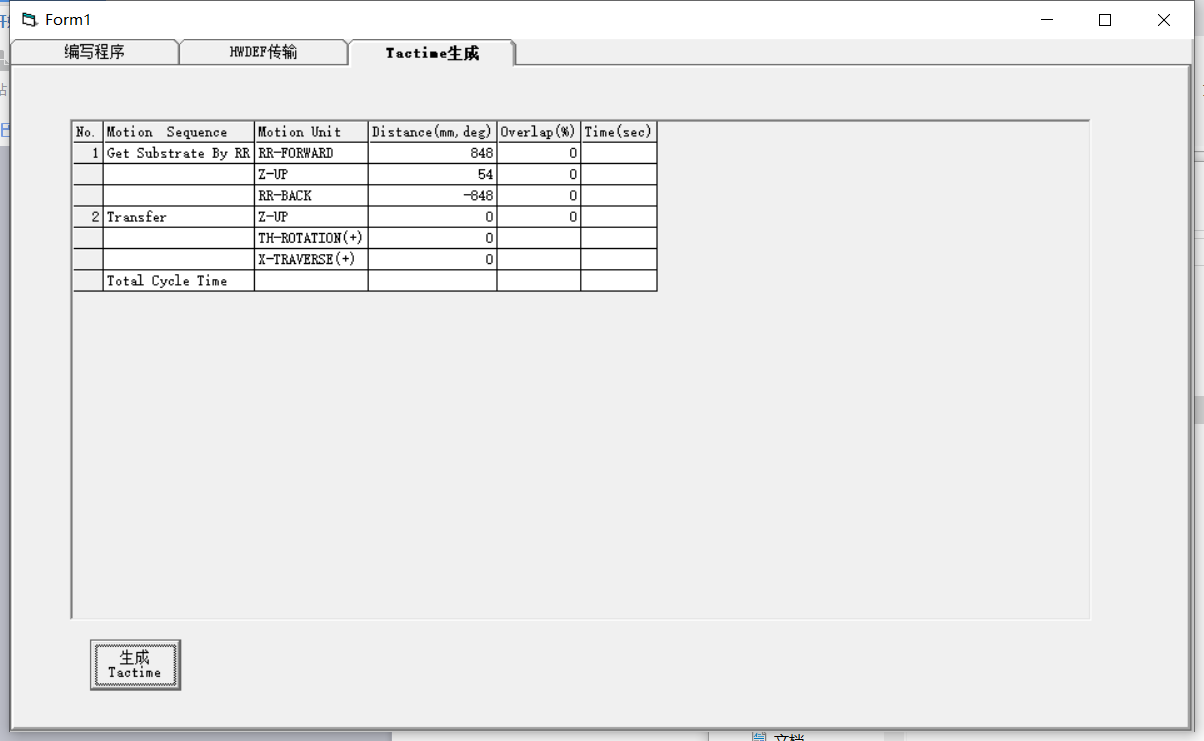 Form1
编写程序 HWDEF传输 Tactime生成
No. Motion Sequence Motion Unit Distance(mm,deg) Overlap(%) Time(sec)
1 Get Substrate By RR RR-FORWARD 848 0
Z-UP 54 0
RR-BACK -848 0
2 Transfer Z-UP 0 0
TH-ROTATION(+) 0
X-TRAVERSE(+) 0
Total Cycle Time
生成
Tactime
文档